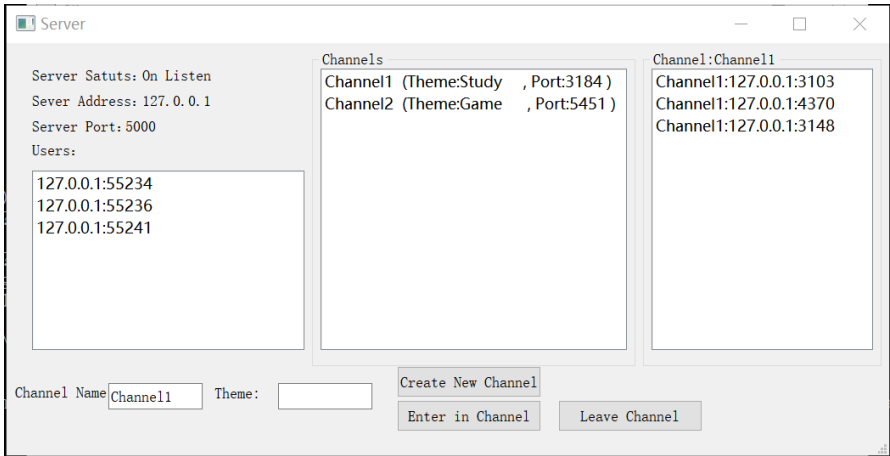 Server
Server Satuts: On Listen
Sever Address: 127.0.0.1
Server Port: 5000
Users:
127.0.0.1:55234
127.0.0.1:55236
127.0.0.1:55241
Channels
Channel1 (Theme:Study , Port:3184 )
Channel2 (Theme:Game , Port:5451 )
Channel:Channel1
Channel1:127.0.0.1:3103
Channel1:127.0.0.1:4370
Channel1:127.0.0.1:3148
Channel Name Channel1 Theme:
Create New Channel
Enter in Channel Leave Channel